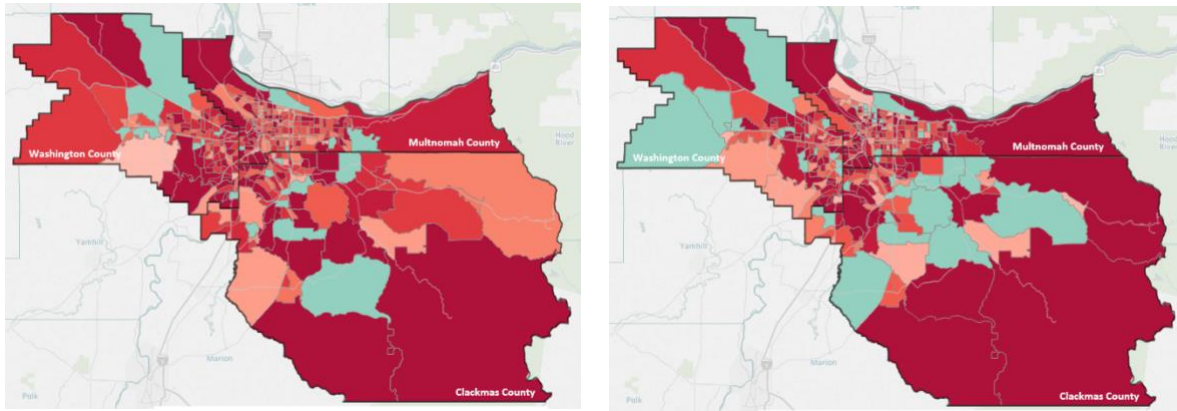 Multnomah County
Washington County
Hood
River
Yamhill
Marion
Polk
Clackmas County
Multnomah County
Washington County
Hood
River
Yamhill
Marion
Polk
Clackmas County